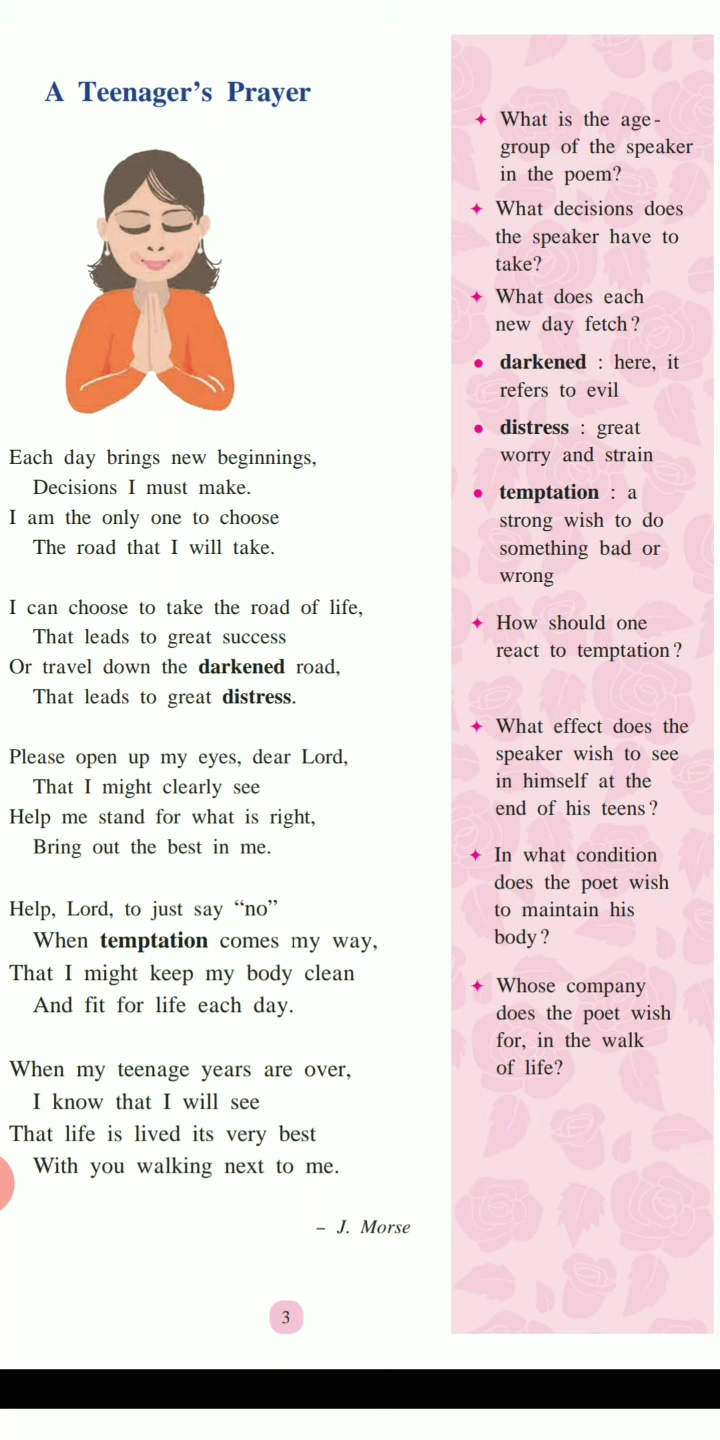 A Teenager's Prayer
Each day brings new beginnings,
Decisions I must make.
I am the only one to choose
The road that I will take.
I can choose to take the road of life,
That leads to great success
Or travel down the darkened road,
That leads to great distress.
Please open up my eyes, dear Lord,
That I might clearly see
Help me stand for what is right,
Bring out the best in me.
Help, Lord, to just say “no”
When temptation comes my way,
That I might keep my body clean
And fit for life each day.
When my teenage years are over,
I know that I will see
That life is lived its very best
With you walking next to me.
– J. Morse
✦ What is the age-
group of the speaker
in the poem?
✦ What decisions does
the speaker have to
take?
✦ What does each
new day fetch?
• darkened : here, it
refers to evil
• distress : great
worry and strain
• temptation : a
strong wish to do
something bad or
wrong
✦ How should one
react to temptation?
✦ What effect does the
speaker wish to see
in himself at the
end of his teens?
✦ In what condition
does the poet wish
to maintain his
body?
✦ Whose company
does the poet wish
for, in the walk
of life?
3